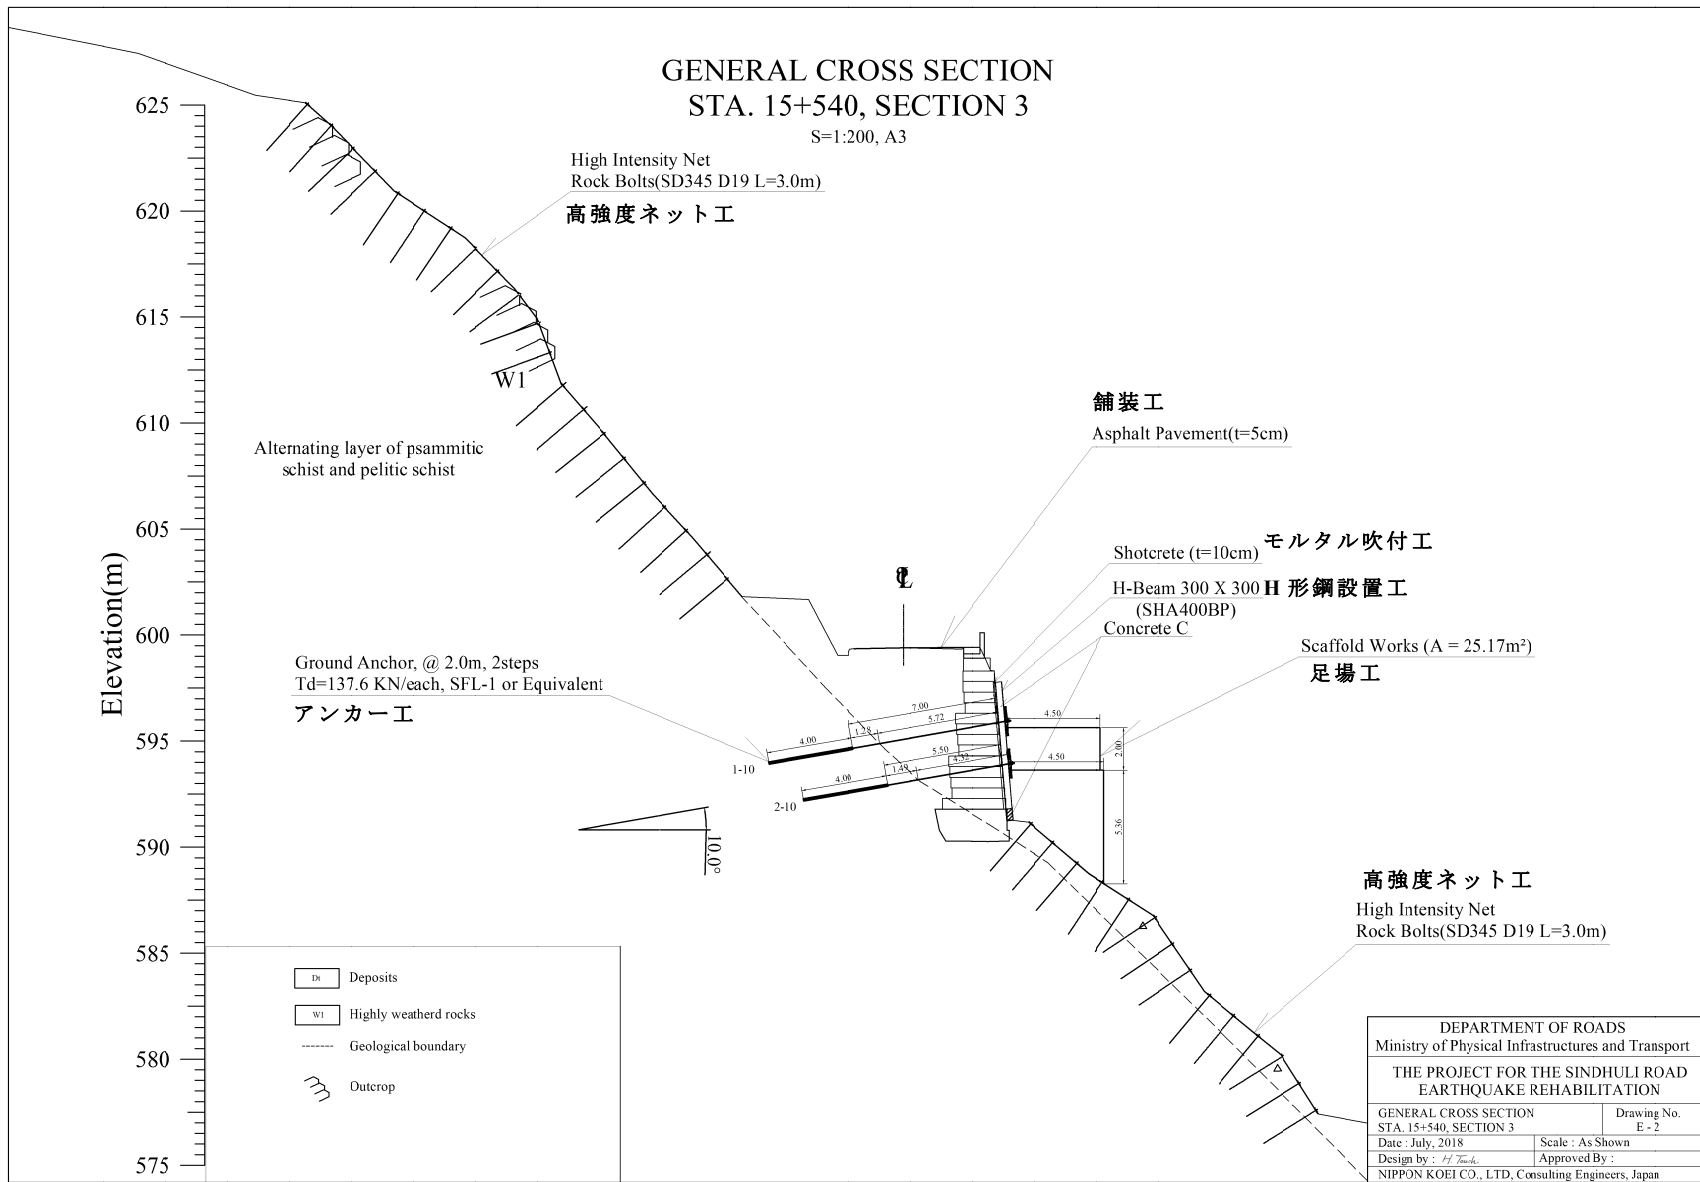 GENERAL CROSS SECTION
STA. 15+540, SECTION 3
S=1:200, A3
625
620
615
610
605
600
595
590
585
580
575
Elevation(m)
High Intensity Net
Rock Bolts(SD345 D19 L=3.0m)
高強度ネット工
W1
Alternating layer of psammitic
schist and pelitic schist
舗装工
Asphalt Pavement(t=5cm)
Shotcrete (t=10cm) モルタル吹付工
H-Beam 300 X 300 H 形鋼設置工
(SHA400BP)
Concrete C
Scaffold Works (A = 25.17m²)
足場工
Ground Anchor, @ 2.0m, 2steps
Td=137.6 KN/each, SFL-1 or Equivalent
アンカー工
7.00
5.72
1.28
4.00
1-10
5.50
4.32
1.49
4.00
2-10
4.50
2.00
4.50
5.36
10.0°
高強度ネット工
High Intensity Net
Rock Bolts(SD345 D19 L=3.0m)
Deposits
W1 Highly weatherd rocks
Geological boundary
Outcrop
DEPARTMENT OF ROADS
Ministry of Physical Infrastructures and Transport
THE PROJECT FOR THE SINDHULI ROAD
EARTHQUAKE REHABILITATION
GENERAL CROSS SECTION
STA. 15+540, SECTION 3
Drawing No.
E - 2
Date : July, 2018
Scale : As Shown
Design by :
Approved By :
NIPPON KOEI CO., LTD, Consulting Engineers, Japan